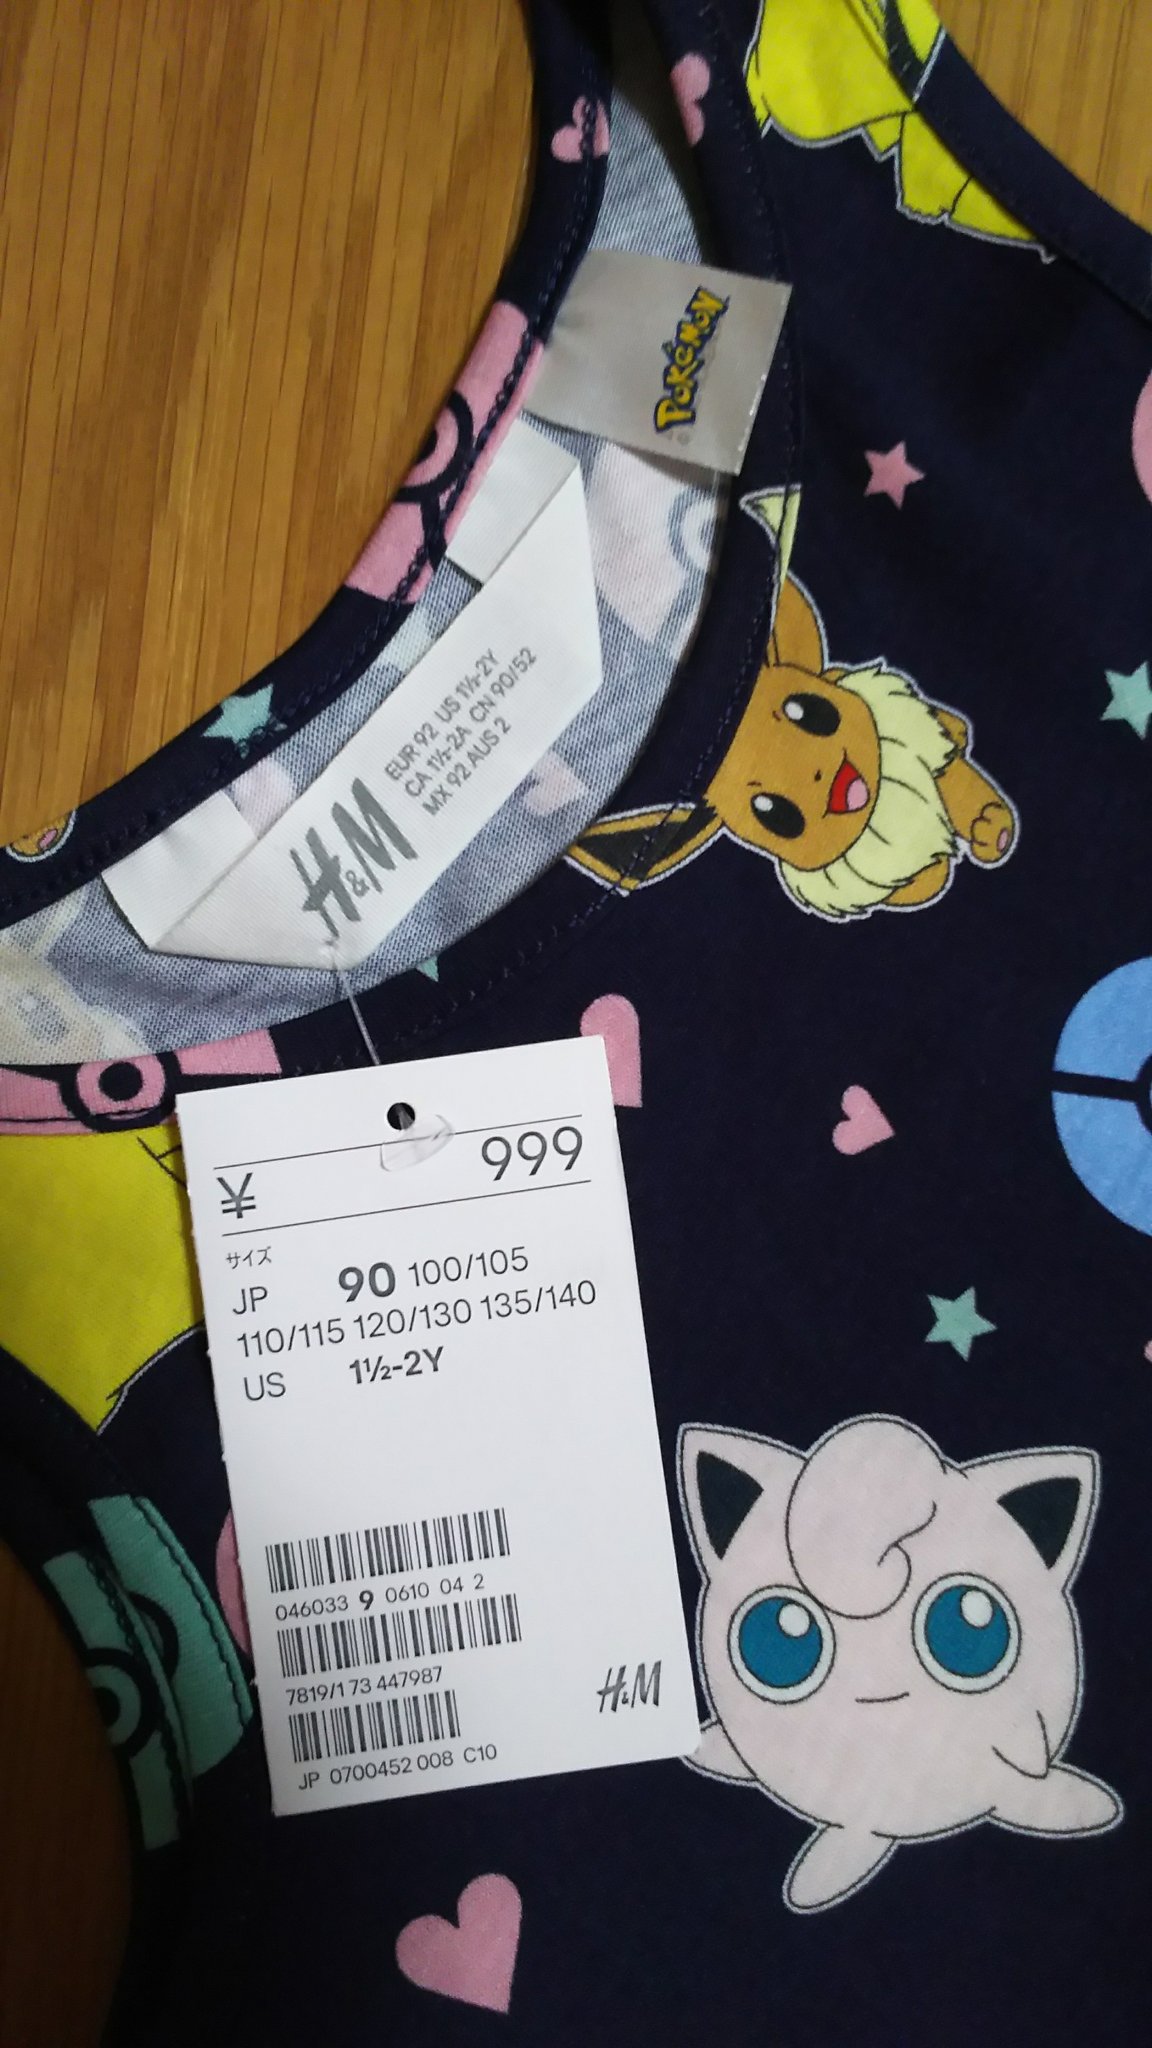 POKéMON
EUR 92 US 1½-2Y
CA 1½-2A CN 90/52
MX 92 AUS 2
H&M
¥ 999
サイズ
JP 90 100/105
110/115 120/130 135/140
US 1½-2Y
046033 9 0610 04 2
7819/1 73 447987
H&M
JP 0700452 008 C10